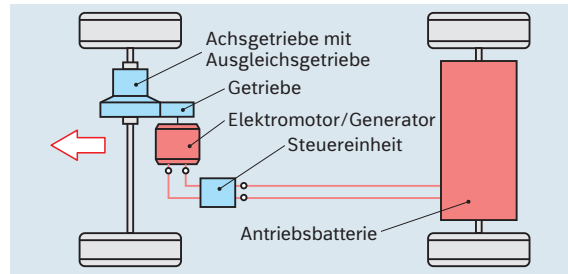 Achsgetriebe mit
Ausgleichsgetriebe
Getriebe
Elektromotor/Generator
Steuereinheit
Antriebsbatterie